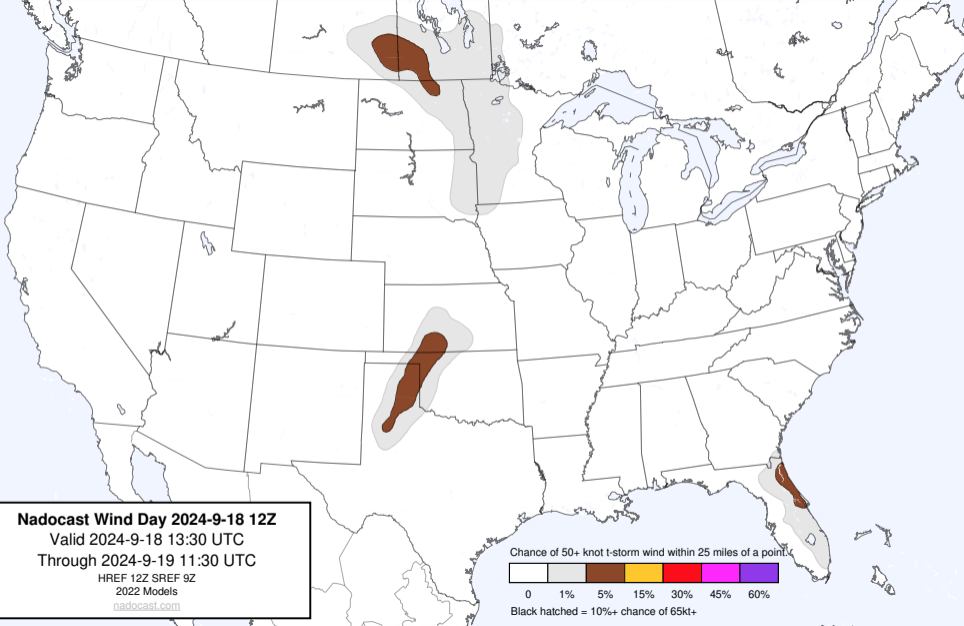 Nadocast Wind Day 2024-9-18 12Z
Valid 2024-9-18 13:30 UTC
Through 2024-9-19 11:30 UTC
HREF 12Z SREF 9Z
2022 Models
nadocast.com
Chance of 50+ knot t-storm wind within 25 miles of a point.
0 1% 5% 15% 30% 45% 60%
Black hatched = 10%+ chance of 65kt+